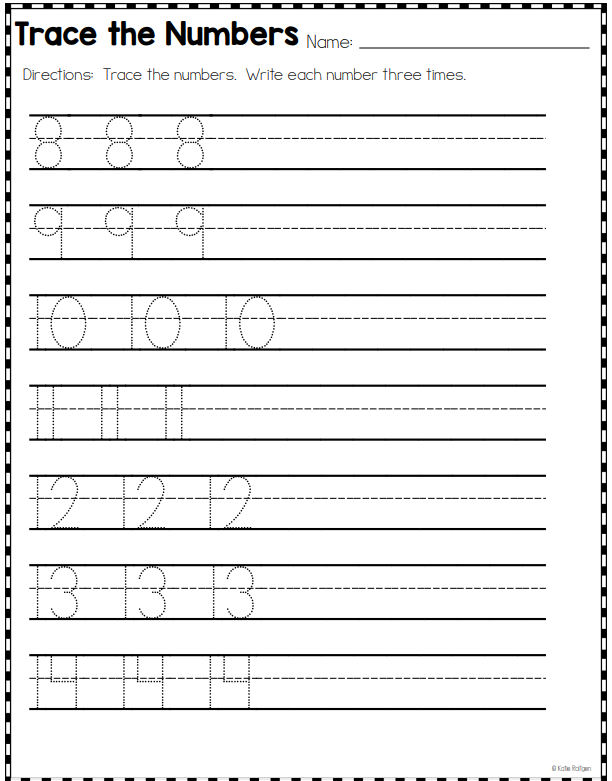 Trace the Numbers Name:
Directions: Trace the numbers. Write each number three times.
8 8 8
9 9 9
10 10 10
11 11 11
12 12 12
13 13 13
14 14 14
© Katie Roltgen